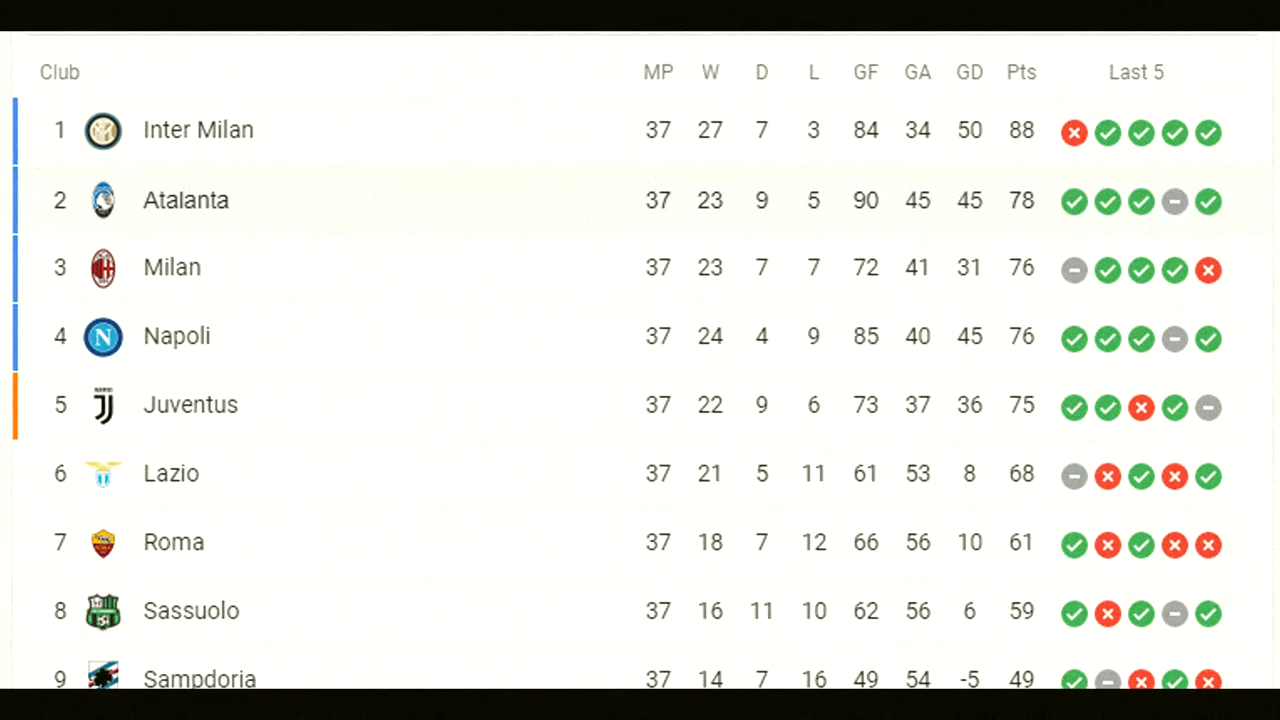 Club MP W D L GF GA GD Pts Last 5
1 Inter Milan 37 27 7 3 84 34 50 88
2 Atalanta 37 23 9 5 90 45 45 78
3 Milan 37 23 7 7 72 41 31 76
4 N Napoli 37 24 4 9 85 40 45 76
5 Juventus 37 22 9 6 73 37 36 75
6 Lazio 37 21 5 11 61 53 8 68
7 Roma 37 18 7 12 66 56 10 61
8 Sassuolo 37 16 11 10 62 56 6 59
9 Sampdoria 37 14 7 16 49 54 -5 49